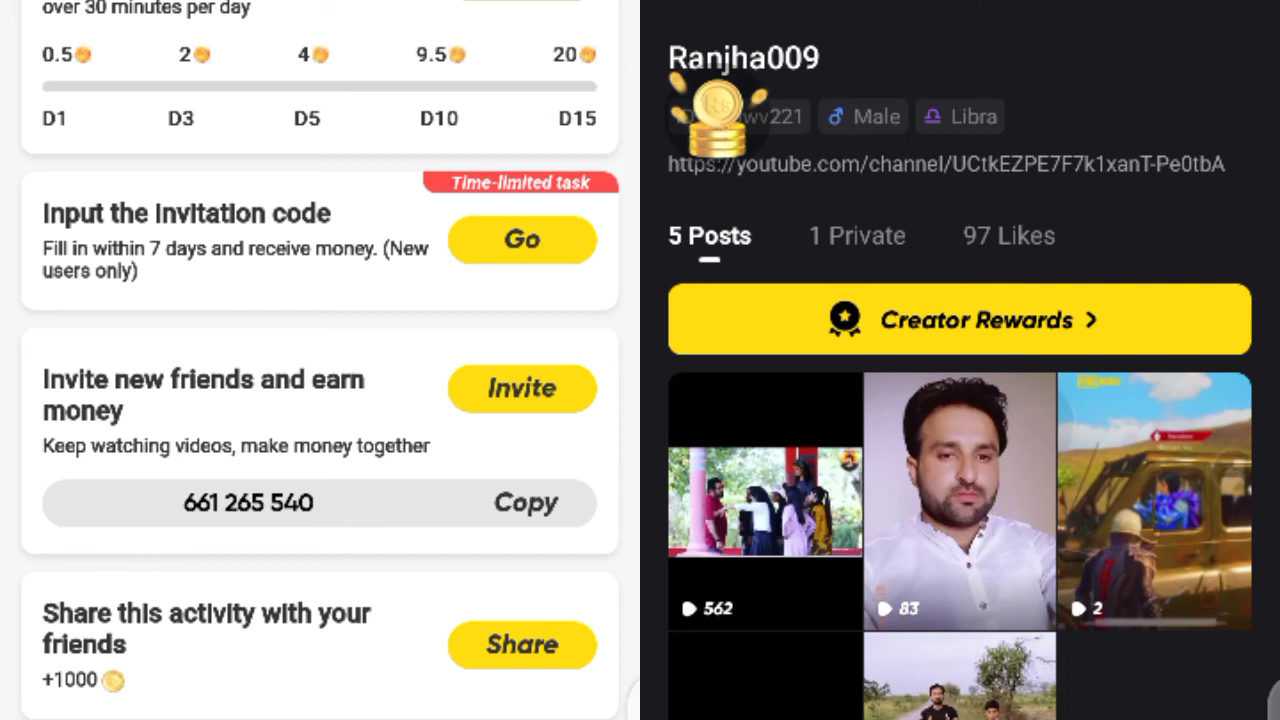 over 30 minutes per day
0.5 2 4 9.5 20
D1 D3 D5 D10 D15
Time-limited task
Input the invitation code
Go
Fill in within 7 days and receive money. (New
users only)
Invite new friends and earn
money
Invite
Keep watching videos, make money together
661 265 540
Copy
Share this activity with your
friends
Share
+1000
Ranjha009
wv221
Male
Libra
https://youtube.com/channel/UCtkEZPE7F7k1xanT-Pe0tbA
5 Posts
1 Private
97 Likes
Creator Rewards >
562
83
2